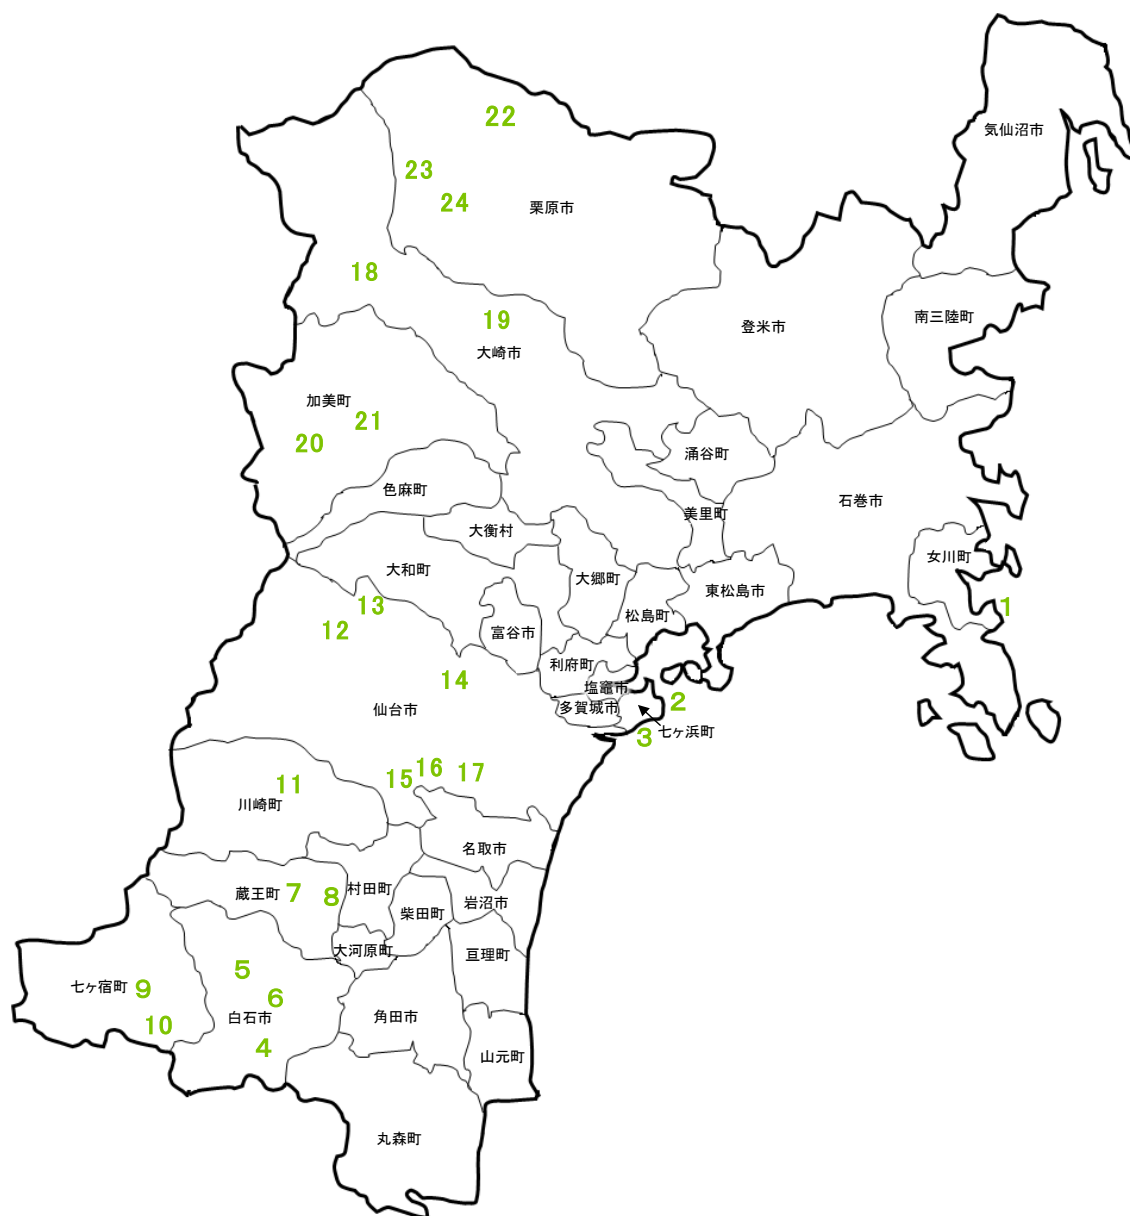 22
気仙沼市
23
24
栗原市
18
南三陸町
19
登米市
大崎市
加美町
21
20
涌谷町
色麻町
石巻市
美里町
大衡村
女川町
大和町
大郷町
東松島市
13
1
松島町
12
富谷市
利府町
14
塩竈市
2
仙台市
多賀城市
七ヶ浜町
3
16
17
15
11
川崎町
名取市
村田町
7
8
蔵王町
岩沼市
柴田町
大河原町
亘理町
5
七ヶ宿町
9
6
白石市
角田市
10
4
山元町
丸森町